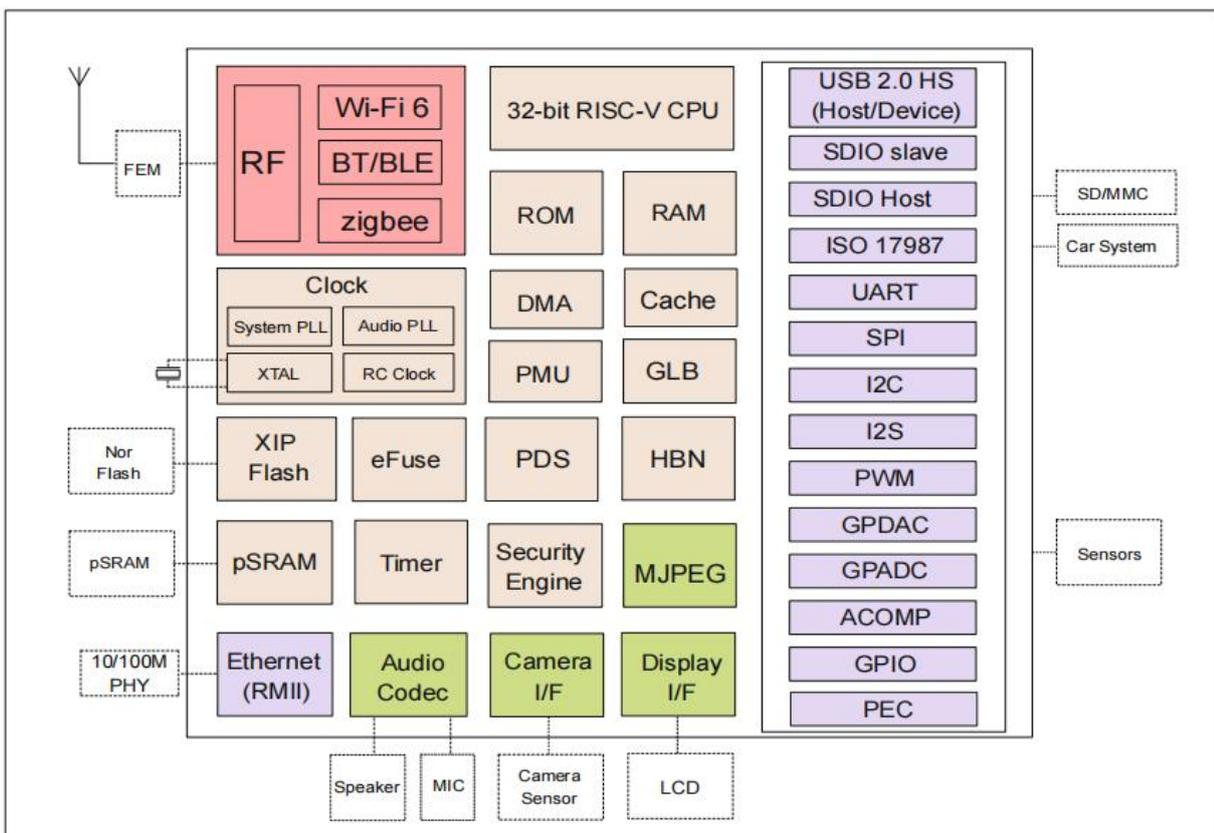 FEM
RF
Wi-Fi 6
BT/BLE
zigbee
Clock
System PLL
Audio PLL
XTAL
RC Clock
32-bit RISC-V CPU
ROM
RAM
DMA
Cache
PMU
GLB
Nor
Flash
XIP
Flash
eFuse
PDS
HBN
pSRAM
pSRAM
Timer
Security
Engine
MJPEG
10/100M
PHY
Ethernet
(RMII)
Audio
Codec
Camera
I/F
Display
I/F
Speaker
MIC
Camera
Sensor
LCD
USB 2.0 HS
(Host/Device)
SDIO slave
SDIO Host
ISO 17987
UART
SPI
I2C
I2S
PWM
GPDAC
GPADC
ACOMP
GPIO
PEC
SD/MMC
Car System
Sensors